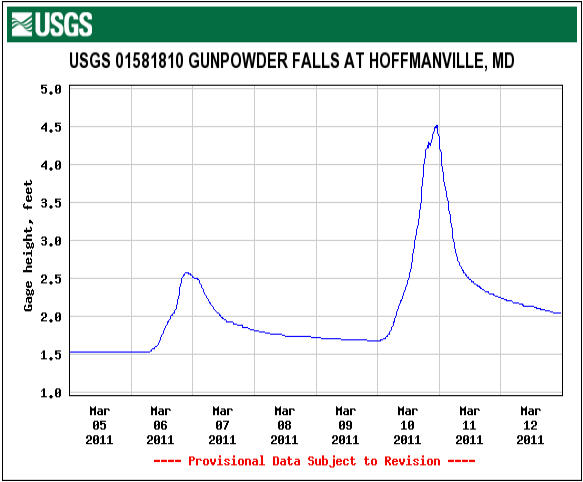 USGS
USGS 01581810 GUNPOWDER FALLS AT HOFFMANVILLE, MD
Gage height, feet
5.0
4.5
4.0
3.5
3.0
2.5
2.0
1.5
1.0
Mar Mar Mar Mar Mar Mar Mar Mar
05 06 07 08 09 10 11 12
2011 2011 2011 2011 2011 2011 2011 2011
---- Provisional Data Subject to Revision ----